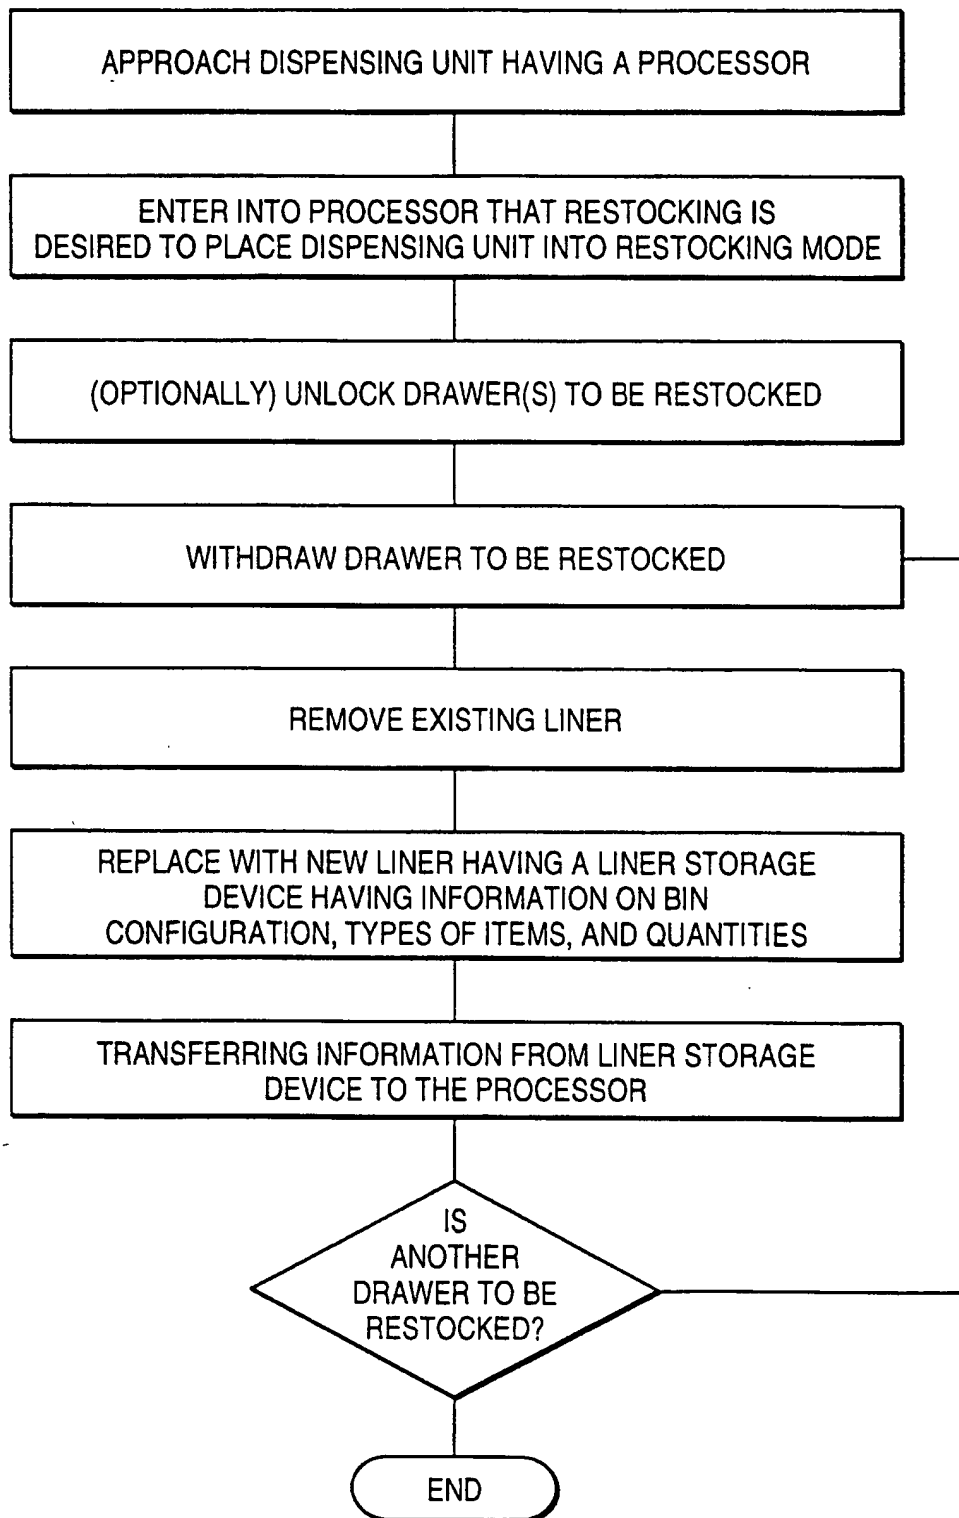 APPROACH DISPENSING UNIT HAVING A PROCESSOR
ENTER INTO PROCESSOR THAT RESTOCKING IS
DESIRED TO PLACE DISPENSING UNIT INTO RESTOCKING MODE
(OPTIONALLY) UNLOCK DRAWER(S) TO BE RESTOCKED
WITHDRAW DRAWER TO BE RESTOCKED
REMOVE EXISTING LINER
REPLACE WITH NEW LINER HAVING A LINER STORAGE
DEVICE HAVING INFORMATION ON BIN
CONFIGURATION, TYPES OF ITEMS, AND QUANTITIES
TRANSFERRING INFORMATION FROM LINER STORAGE
DEVICE TO THE PROCESSOR
IS
ANOTHER
DRAWER TO BE
RESTOCKED?
END